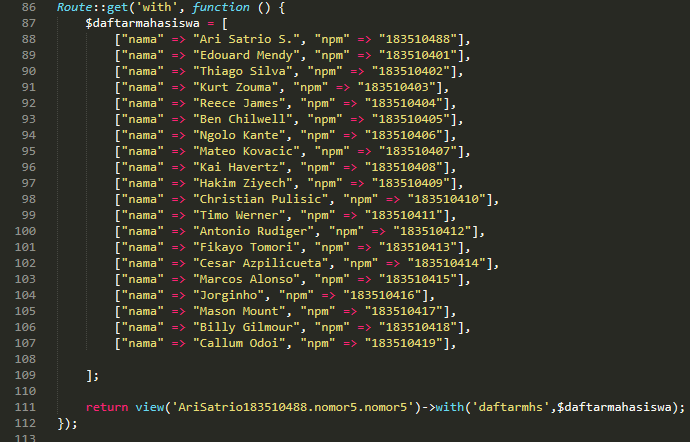 86 Route::get('with', function () {
87 $daftarmahasiswa = [
88 ["nama" => "Ari Satrio S.", "npm" => "183510488"],
89 ["nama" => "Edouard Mendy", "npm" => "183510401"],
90 ["nama" => "Thiago Silva", "npm" => "183510402"],
91 ["nama" => "Kurt Zouma", "npm" => "183510403"],
92 ["nama" => "Reece James", "npm" => "183510404"],
93 ["nama" => "Ben Chilwell", "npm" => "183510405"],
94 ["nama" => "Ngolo Kante", "npm" => "183510406"],
95 ["nama" => "Mateo Kovacic", "npm" => "183510407"],
96 ["nama" => "Kai Havertz", "npm" => "183510408"],
97 ["nama" => "Hakim Ziyech", "npm" => "183510409"],
98 ["nama" => "Christian Pulisic", "npm" => "183510410"],
99 ["nama" => "Timo Werner", "npm" => "183510411"],
100 ["nama" => "Antonio Rudiger", "npm" => "183510412"],
101 ["nama" => "Fikayo Tomori", "npm" => "183510413"],
102 ["nama" => "Cesar Azpilicueta", "npm" => "183510414"],
103 ["nama" => "Marcos Alonso", "npm" => "183510415"],
104 ["nama" => "Jorginho", "npm" => "183510416"],
105 ["nama" => "Mason Mount", "npm" => "183510417"],
106 ["nama" => "Billy Gilmour", "npm" => "183510418"],
107 ["nama" => "Callum Odoi", "npm" => "183510419"],
108
109 ];
110
111 return view('AriSatrio183510488.nomor5.nomor5')->with('daftarmhs',$daftarmahasiswa);
112 });
113